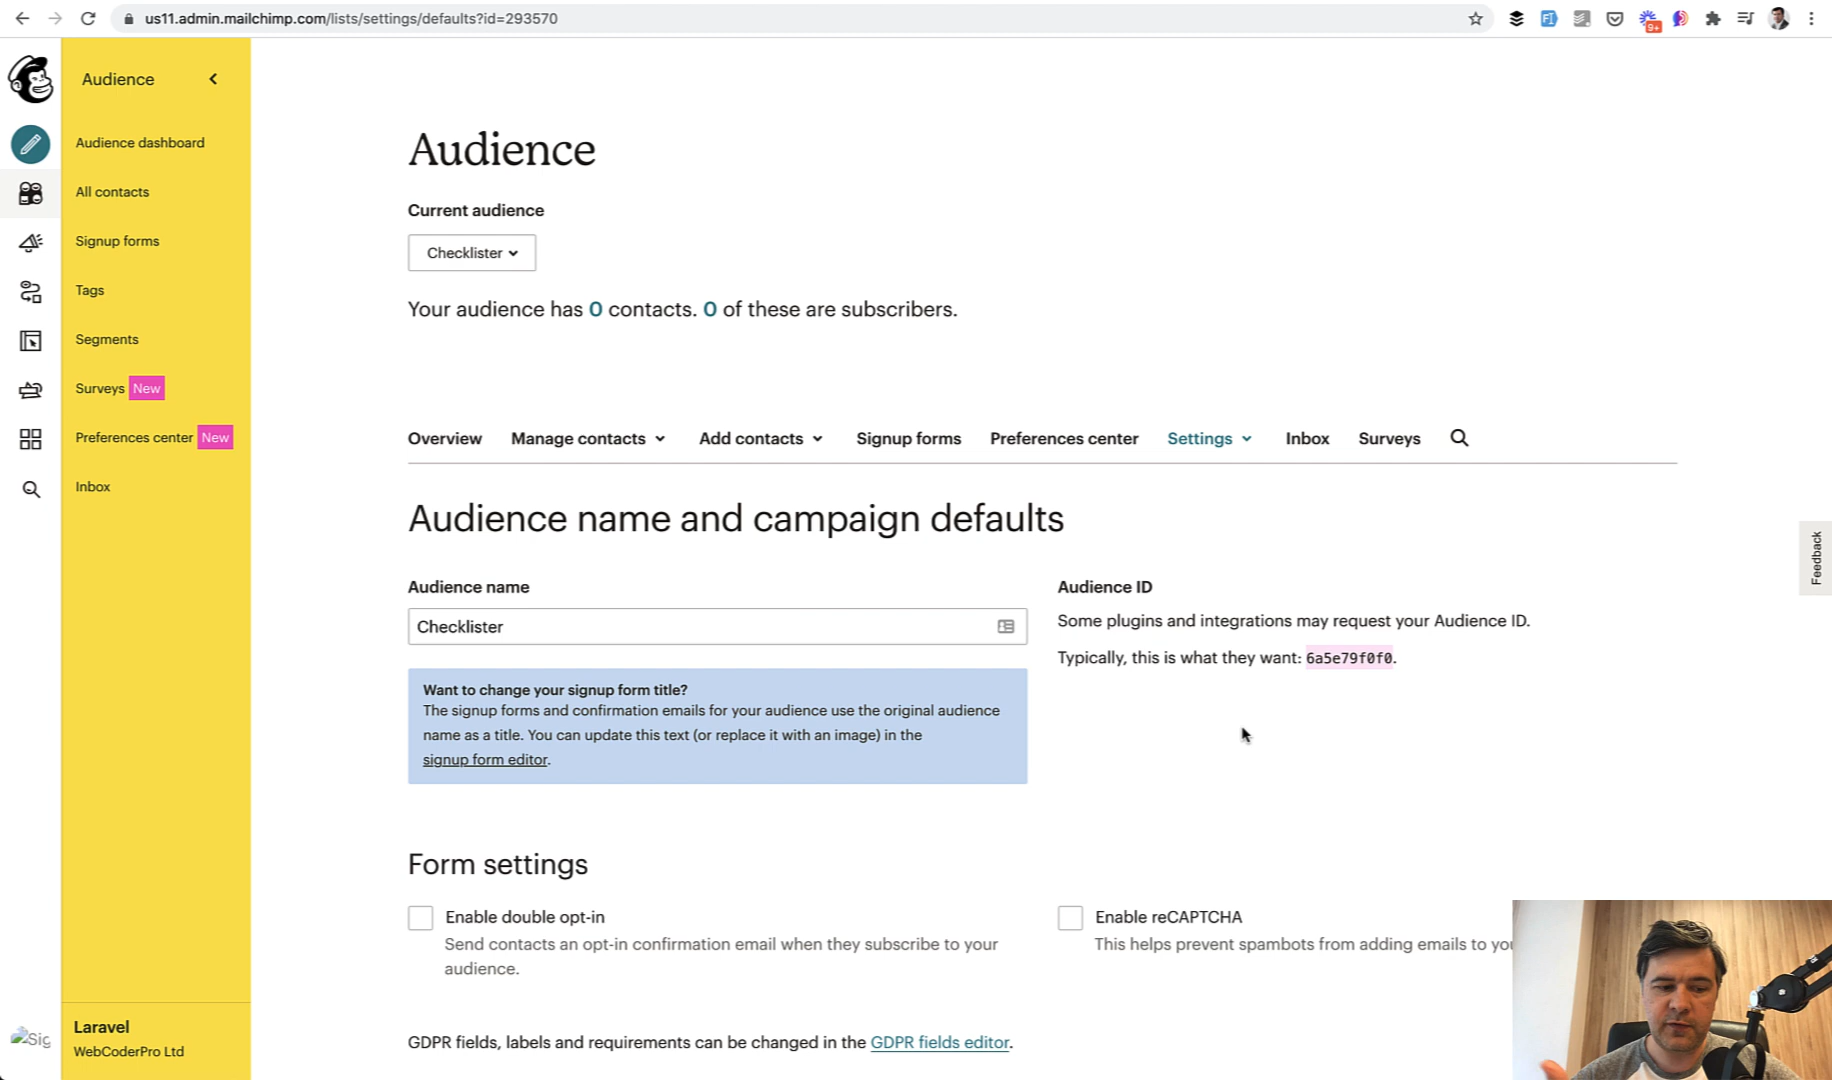 us11.admin.mailchimp.com/lists/settings/defaults?id=293570
9+
Audience
Audience dashboard
All contacts
Signup forms
Tags
Segments
Surveys New
Preferences center New
Inbox
Laravel
WebCoderPro Ltd
Sig
Audience
Current audience
Checklister
Your audience has 0 contacts. 0 of these are subscribers.
Overview Manage contacts Add contacts Signup forms Preferences center Settings Inbox Surveys
Audience name and campaign defaults
Audience name
Checklister
Want to change your signup form title?
The signup forms and confirmation emails for your audience use the original audience
name as a title. You can update this text (or replace it with an image) in the
signup form editor.
Audience ID
Some plugins and integrations may request your Audience ID.
Typically, this is what they want: 6a5e79f0f0.
Feedback
Form settings
Enable double opt-in
Send contacts an opt-in confirmation email when they subscribe to your
audience.
Enable reCAPTCHA
This helps prevent spambots from adding emails to you
GDPR fields, labels and requirements can be changed in the GDPR fields editor.